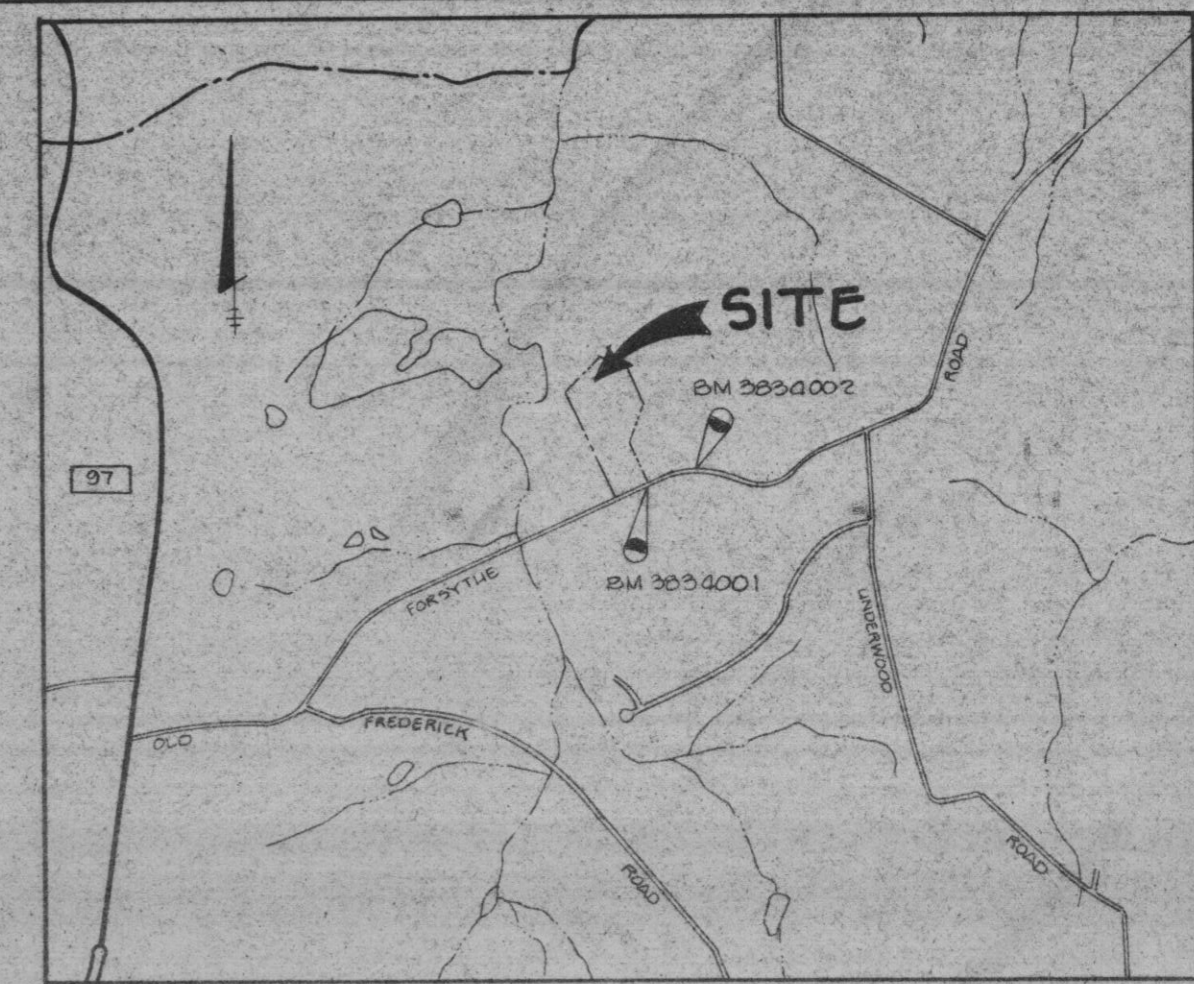 SITE
ROAD
BM 3834002
97
BM 3834001
FORSYTHE
UNDERWOOD
OLD
FREDERICK
ROAD
ROAD